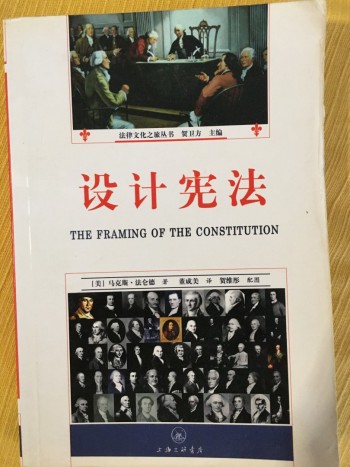 法律文化之旅丛书 贺卫方 主编
设计宪法
THE FRAMING OF THE CONSTITUTION
[美] 马克斯·法仑德 著 董成美 译 贺维彤 配图
上海三联书店